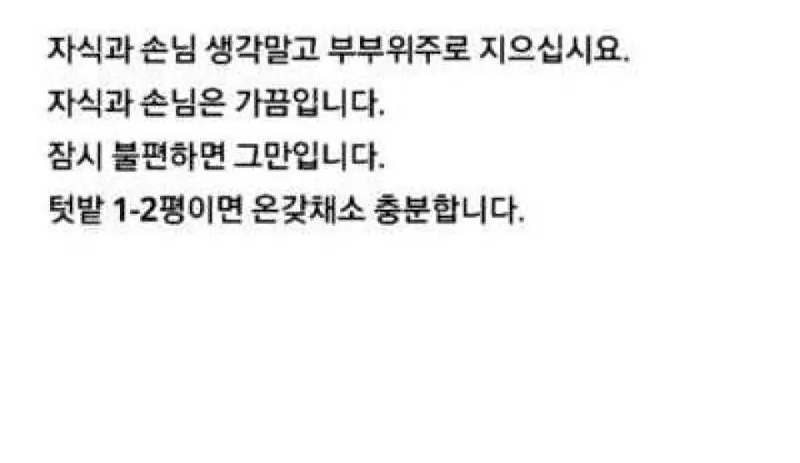 자식과 손님 생각말고 부부위주로 지으십시요.
자식과 손님은 가끔입니다.
잠시 불편하면 그만입니다.
텃밭 1-2평이면 온갖채소 충분합니다.